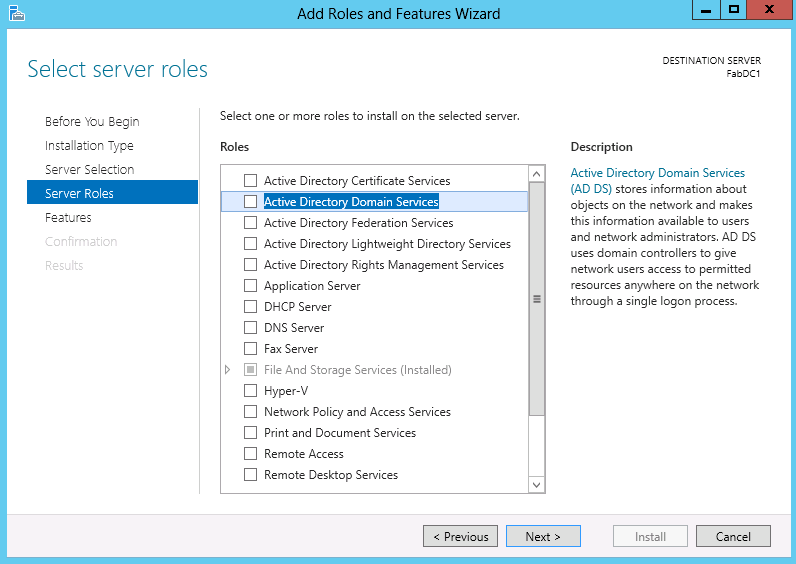 Add Roles and Features Wizard
Select server roles
DESTINATION SERVER
FabDC1
Before You Begin
Installation Type
Server Selection
Server Roles
Features
Confirmation
Results
Select one or more roles to install on the selected server.
Roles
Active Directory Certificate Services
Active Directory Domain Services
Active Directory Federation Services
Active Directory Lightweight Directory Services
Active Directory Rights Management Services
Application Server
DHCP Server
DNS Server
Fax Server
File And Storage Services (Installed)
Hyper-V
Network Policy and Access Services
Print and Document Services
Remote Access
Remote Desktop Services
Description
Active Directory Domain Services
(AD DS) stores information about
objects on the network and makes
this information available to users
and network administrators. AD DS
uses domain controllers to give
network users access to permitted
resources anywhere on the network
through a single logon process.
< Previous
Next >
Install
Cancel